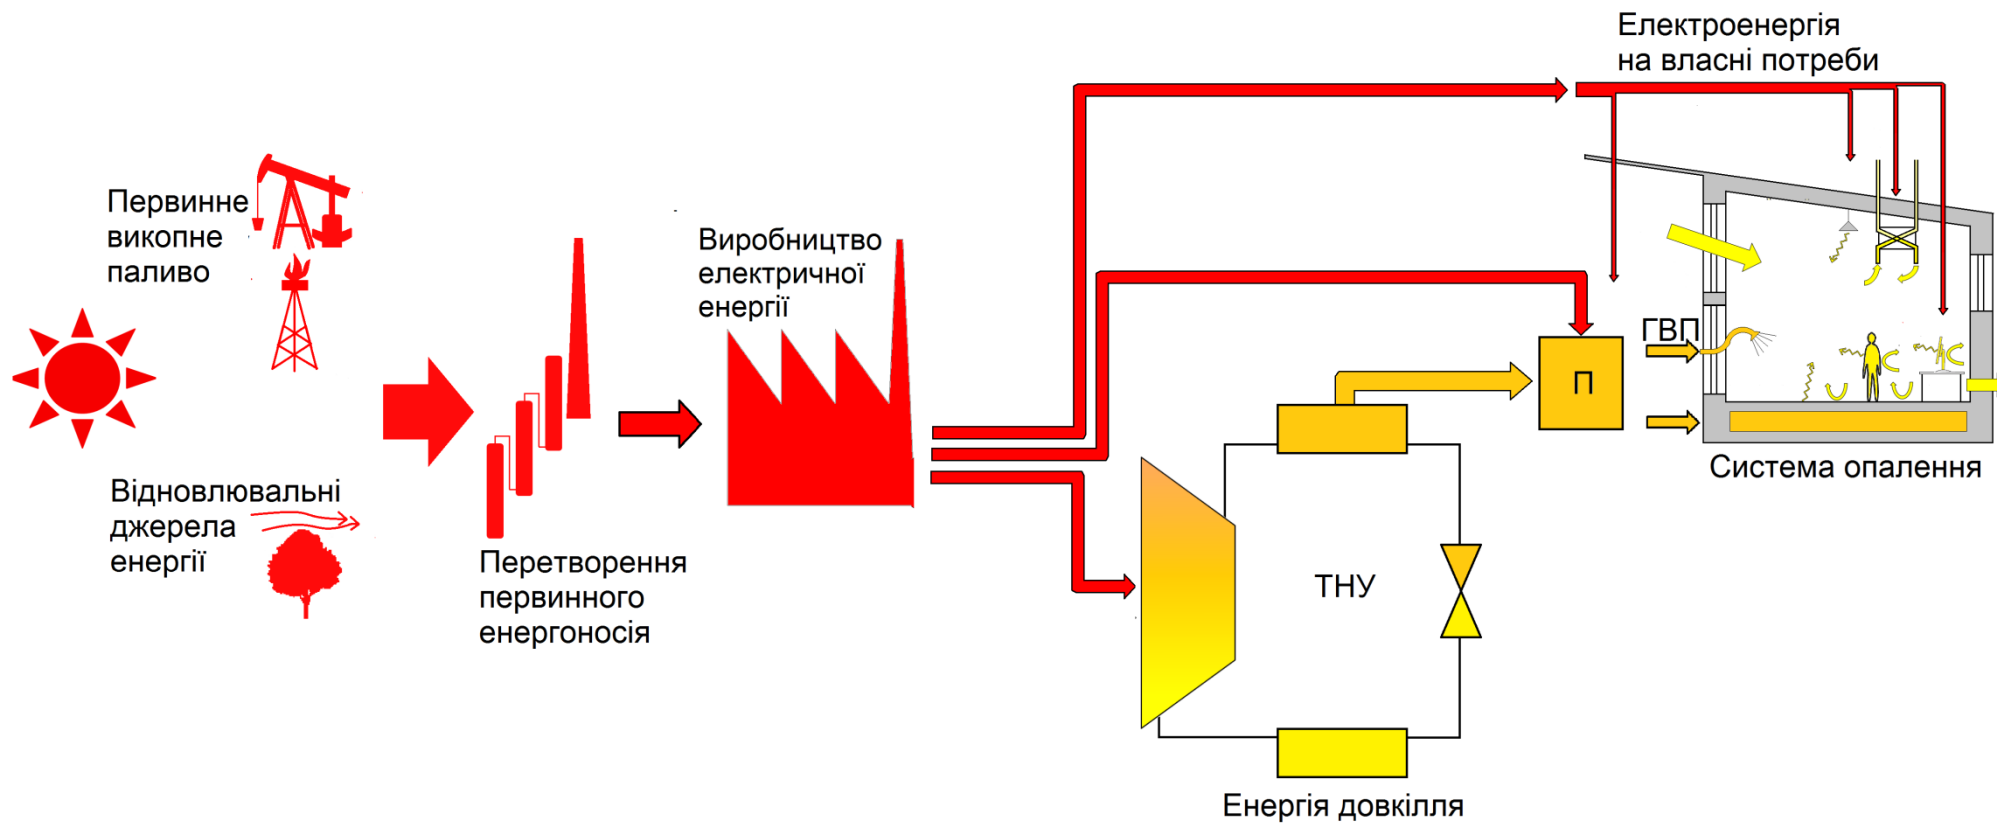 Електроенергія
на власні потреби
Первинне
викопне
паливо
Виробництво
електричної
енергії
ГВП
П
Система опалення
Відновлювальні
джерела
енергії
Перетворення
первинного
енергоносія
ТНУ
Енергія довкілля